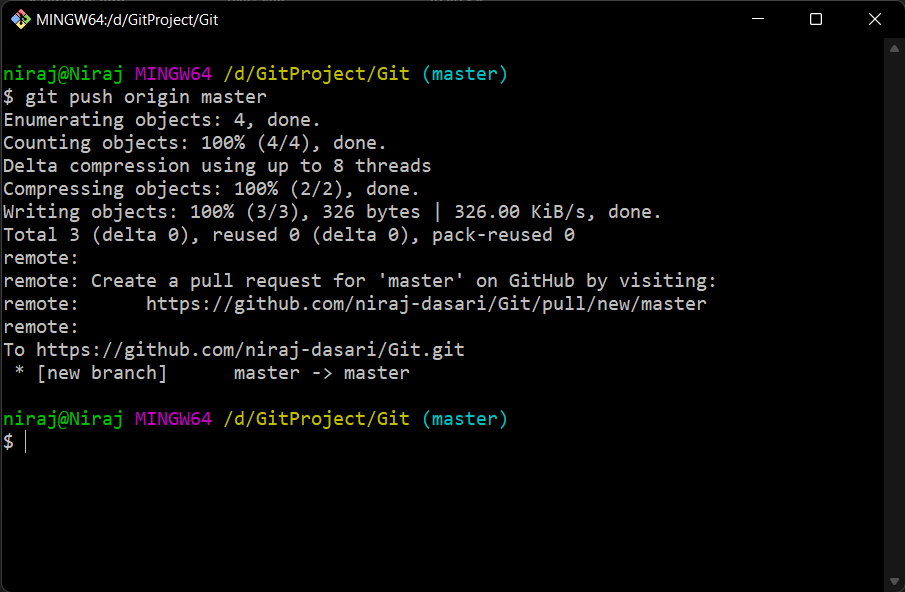 MINGW64:/d/GitProject/Git
niraj@Niraj MINGW64 /d/GitProject/Git (master)
$ git push origin master
Enumerating objects: 4, done.
Counting objects: 100% (4/4), done.
Delta compression using up to 8 threads
Compressing objects: 100% (2/2), done.
Writing objects: 100% (3/3), 326 bytes | 326.00 KiB/s, done.
Total 3 (delta 0), reused 0 (delta 0), pack-reused 0
remote:
remote: Create a pull request for 'master' on GitHub by visiting:
remote:      https://github.com/niraj-dasari/Git/pull/new/master
remote:
To https://github.com/niraj-dasari/Git.git
 * [new branch]      master -> master
niraj@Niraj MINGW64 /d/GitProject/Git (master)
$